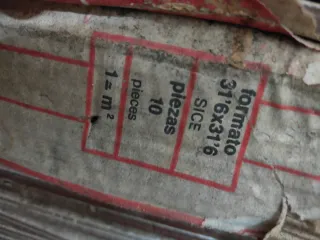 formato
31'6x31'6
SICE
piezas
10
pieces
1 = m²